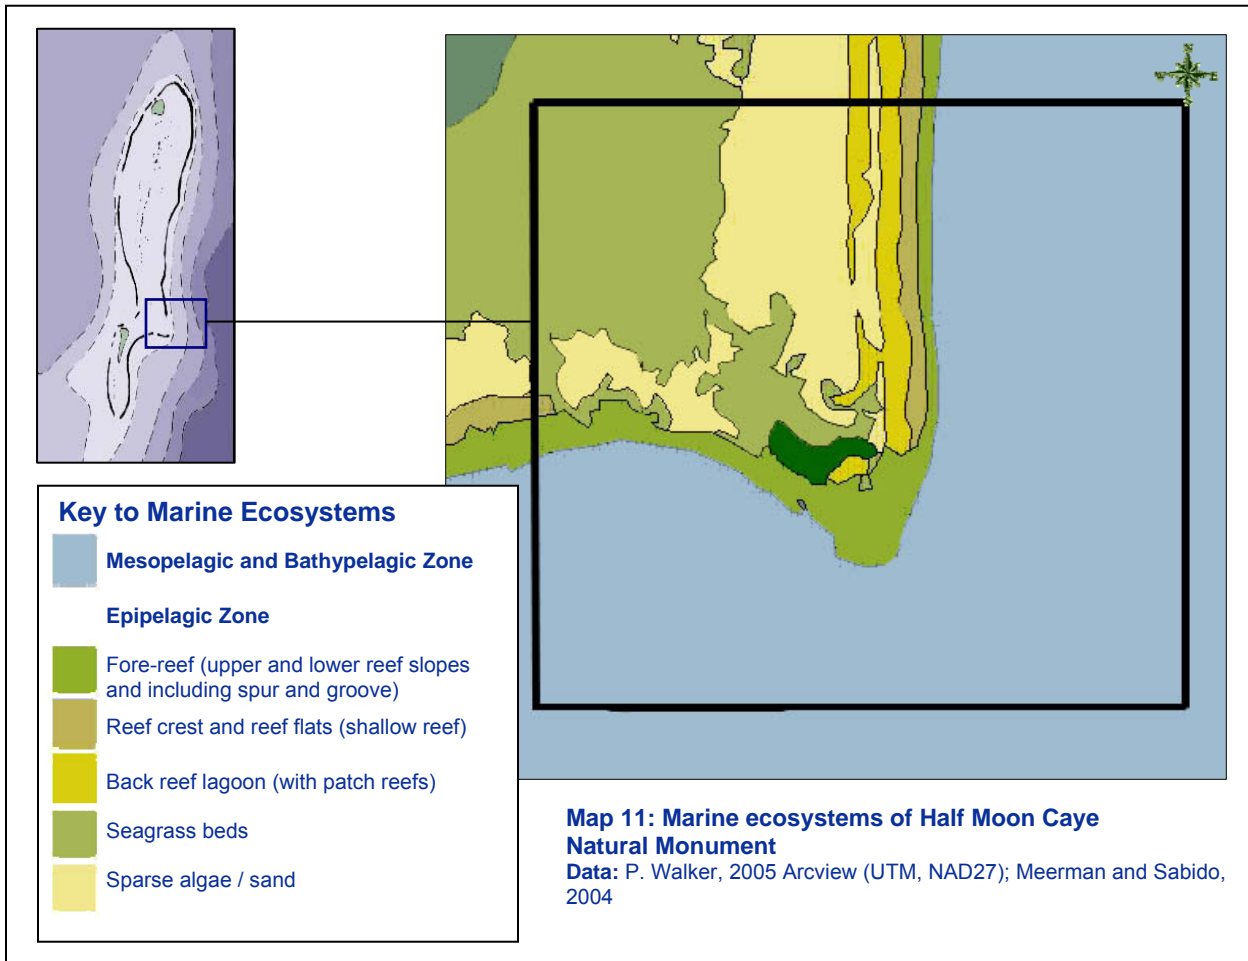 Key to Marine Ecosystems
Mesopelagic and Bathypelagic Zone
Epipelagic Zone
Fore-reef (upper and lower reef slopes
and including spur and groove)
Reef crest and reef flats (shallow reef)
Back reef lagoon (with patch reefs)
Seagrass beds
Sparse algae / sand
Map 11: Marine ecosystems of Half Moon Caye
Natural Monument
Data: P. Walker, 2005 Arcview (UTM, NAD27); Meerman and Sabido,
2004